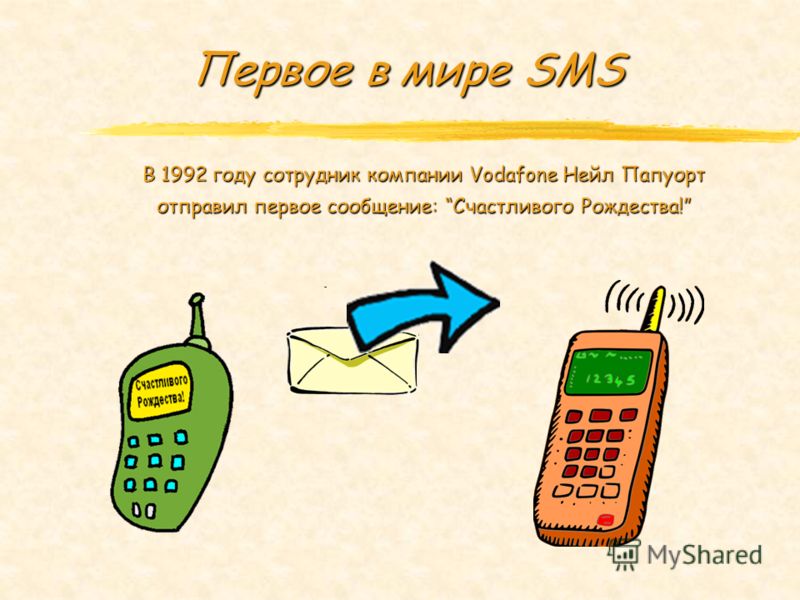 Первое в мире SMS
В 1992 году сотрудник компании Vodafone Нейл Папуорт
отправил первое сообщение: “Счастливого Рождества!”
Счастливого
Рождества!
12345
MyShared